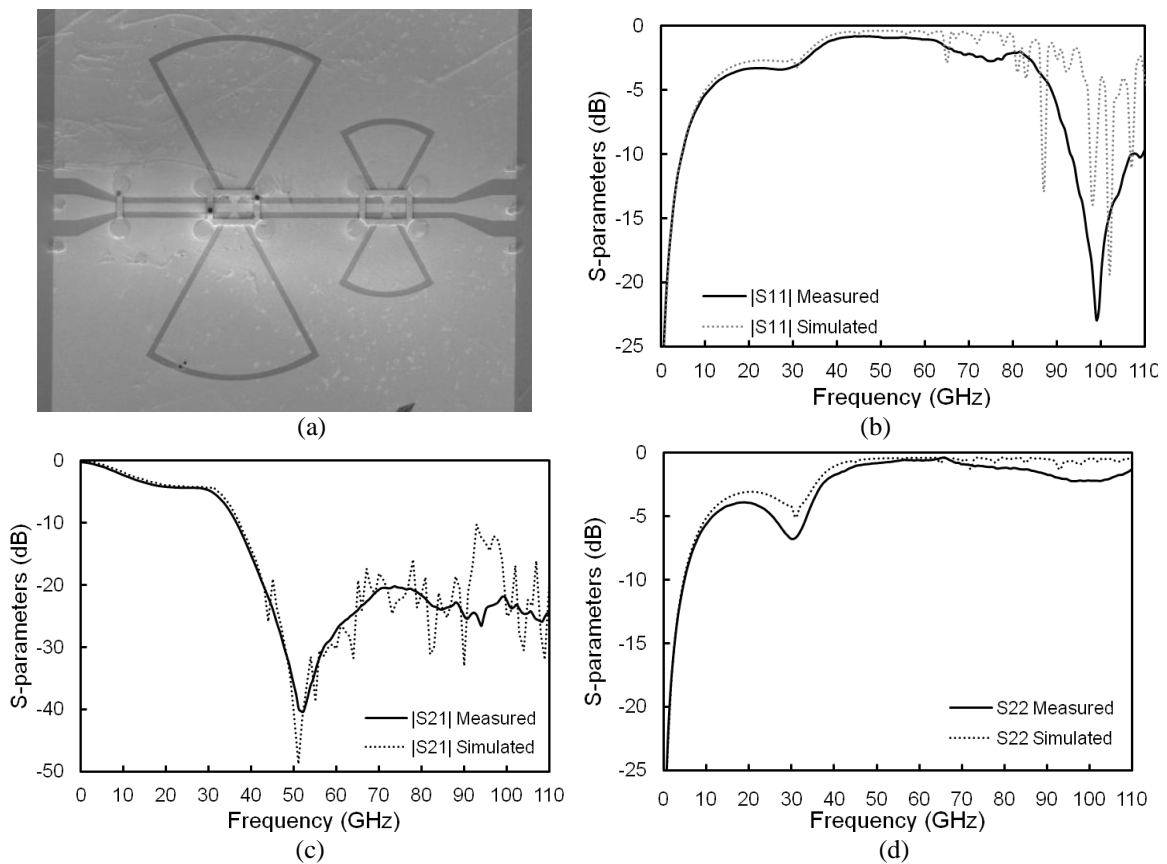 (a)
0
-5
-10
-15
-20
-25
S-parameters (dB)
|S11| Measured
|S11| Simulated
0 10 20 30 40 50 60 70 80 90 100 110
Frequency (GHz)
(b)
0
-10
-20
-30
-40
-50
S-parameters (dB)
|S21| Measured
|S21| Simulated
0 10 20 30 40 50 60 70 80 90 100 110
Frequency (GHz)
(c)
0
-5
-10
-15
-20
-25
S-parameters (dB)
S22 Measured
S22 Simulated
0 10 20 30 40 50 60 70 80 90 100 110
Frequency (GHz)
(d)